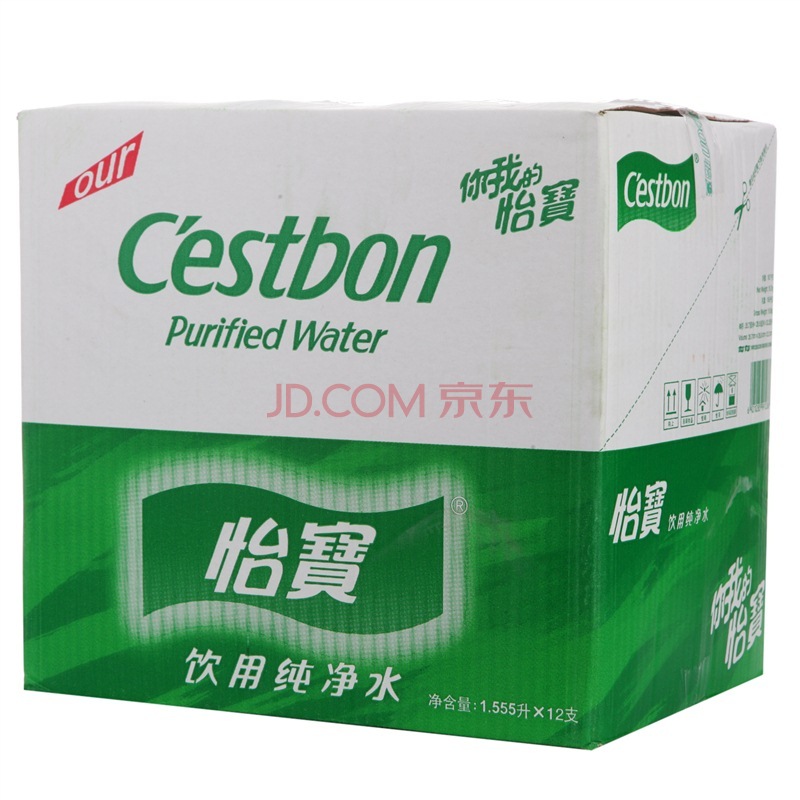 our
C'estbon
Purified Water
你我的
怡寶
JD.COM 京东
怡寶
®
饮用纯净水
净含量：1.555升×12支
C'estbon
®
怡寶 饮用纯净水
你我的
怡寶